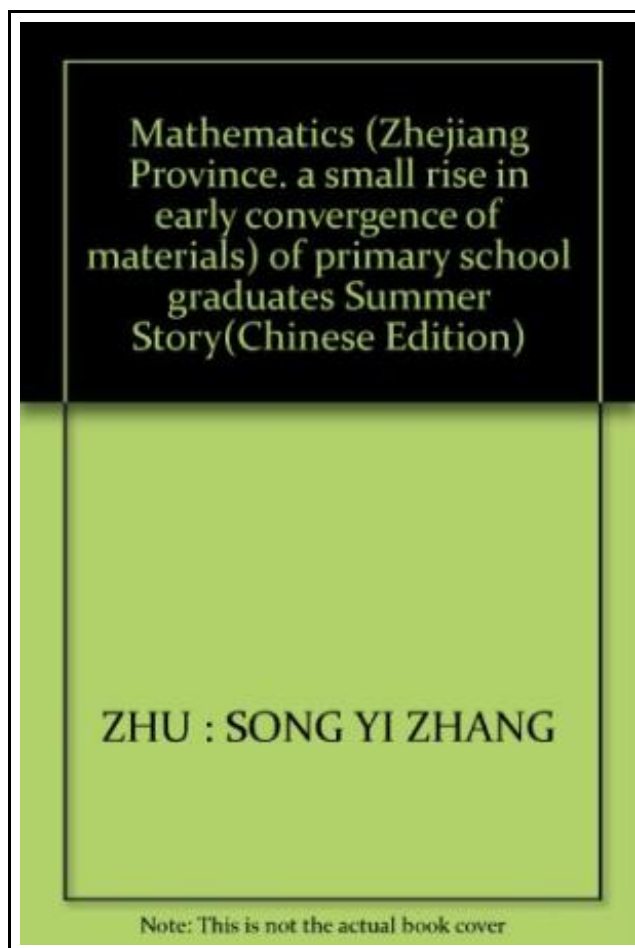 Mathematics (Zhejiang
Province. a small rise in
early convergence of
materials) of primary school
graduates Summer
Story(Chinese Edition)
ZHU : SONG YI ZHANG
Note: This is not the actual book cover